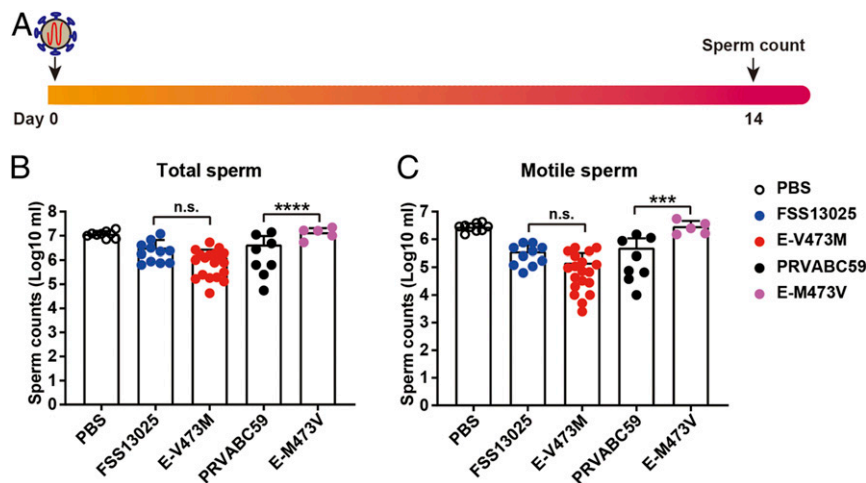 A
Sperm count
Day 0
14
B
Total sperm
Sperm counts (Log10 ml)
8
7
6
5
4
3
2
1
0
n.s.
****
PBS
FSS13025
E-V473M
PRVABC59
E-M473V
C
Motile sperm
Sperm counts (Log10 ml)
7
6
5
4
3
2
1
0
n.s.
***
PBS
FSS13025
E-V473M
PRVABC59
E-M473V
PBS
FSS13025
E-V473M
PRVABC59
E-M473V